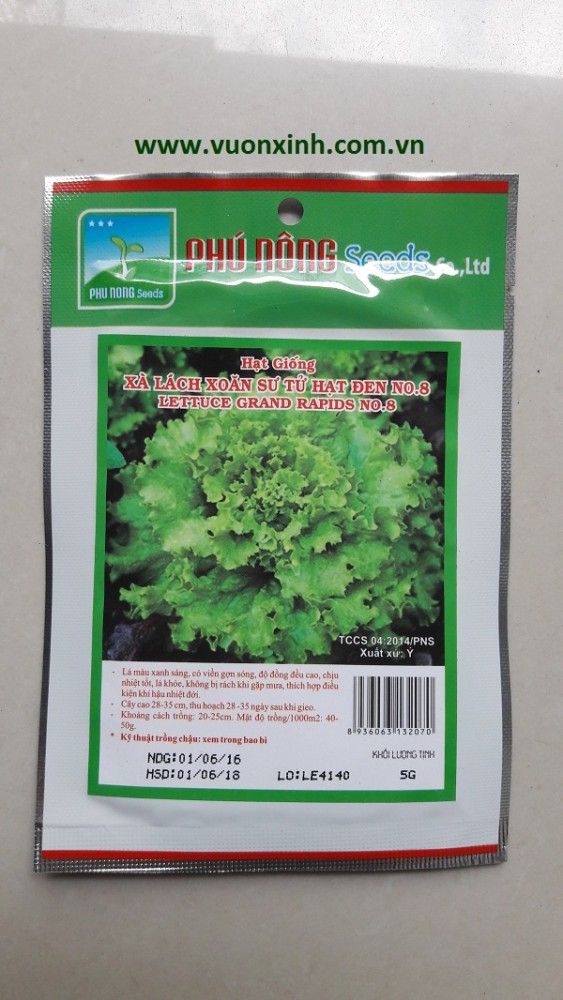 www.vuonxinh.com.vn
PHÚ NÔNG Seeds Co.,Ltd
PHU NONG Seeds
Hạt Giống
XÀ LÁCH XOĂN SƯ TỬ HẠT ĐEN NO.8
LETTUCE GRAND RAPIDS NO.8
TCCS 04:2014/PNS
Xuất xứ: Ý
- Lá màu xanh sáng, có viền gợn sóng, độ đồng đều cao, chịu
nhiệt tốt, lá khỏe, không bị rách khi gặp mưa, thích hợp điều
kiện khí hậu nhiệt đới.
- Cây cao 28-35 cm, thu hoạch 28 -35 ngày sau khi gieo.
- Khoảng cách trồng: 20-25cm. Mật độ trồng/1000m2: 40-
50g.
* Kỹ thuật trồng chậu: xem trong bao bì
8 936063 132070
NDG:01/06/16
HSD:01/06/18 LO:LE4140
KHỐI LƯỢNG TỊNH
5G